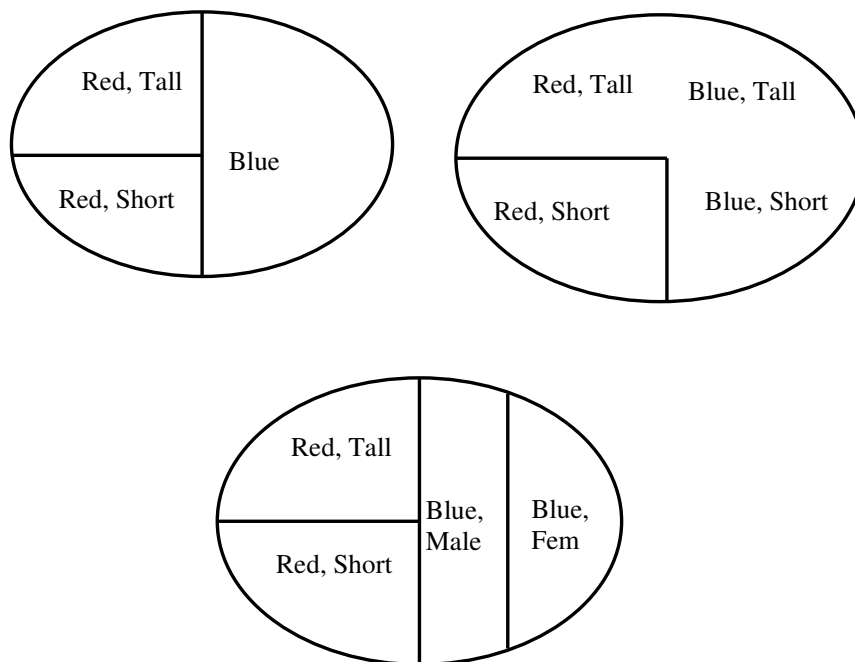 Red, Tall
Blue
Red, Short
Red, Tall
Blue, Tall
Red, Short
Blue, Short
Red, Tall
Red, Short
Blue,
Male
Blue,
Fem